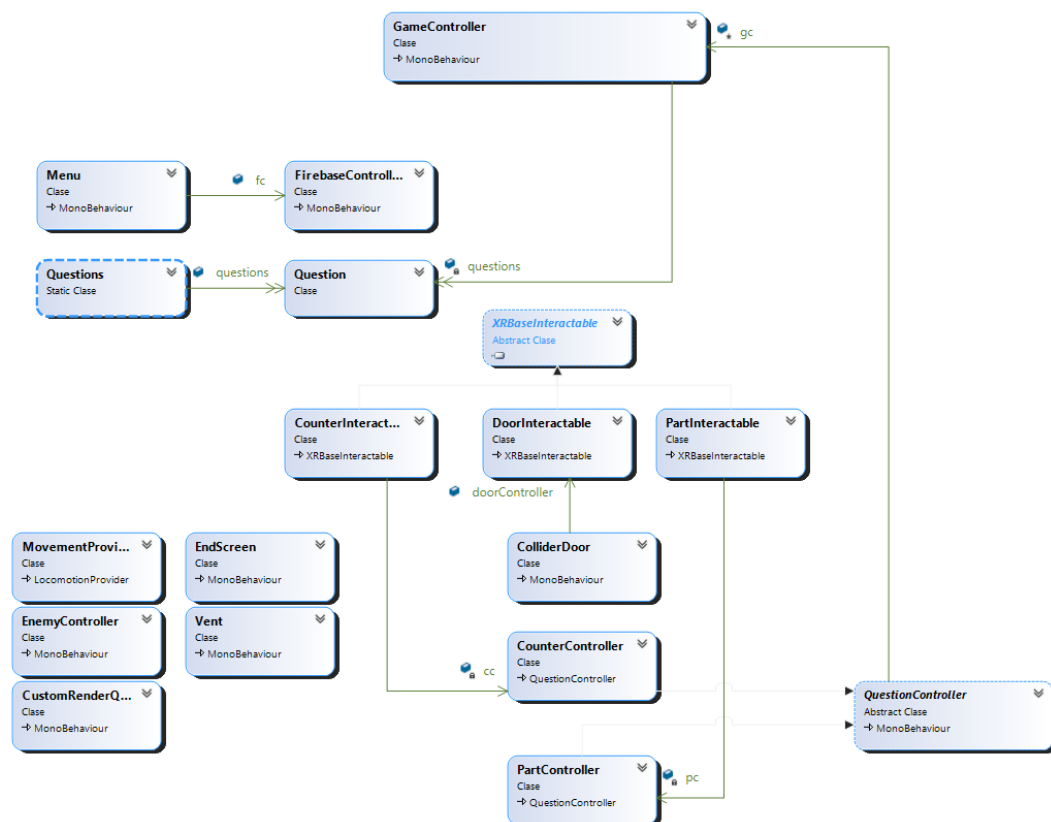 GameController
Clase
MonoBehaviour
gc
Menu
Clase
MonoBehaviour
fc
FirebaseControll...
Clase
MonoBehaviour
Questions
Static Clase
questions
Question
Clase
questions
XRBaseInteractable
Abstract Clase
CounterInteract...
Clase
XRBaseInteractable
DoorInteractable
Clase
XRBaseInteractable
PartInteractable
Clase
XRBaseInteractable
doorController
MovementProvi...
Clase
LocomotionProvider
EndScreen
Clase
MonoBehaviour
ColliderDoor
Clase
MonoBehaviour
EnemyController
Clase
MonoBehaviour
Vent
Clase
MonoBehaviour
CounterController
Clase
QuestionController
cc
CustomRenderQ...
Clase
MonoBehaviour
QuestionController
Abstract Clase
MonoBehaviour
PartController
Clase
QuestionController
pc